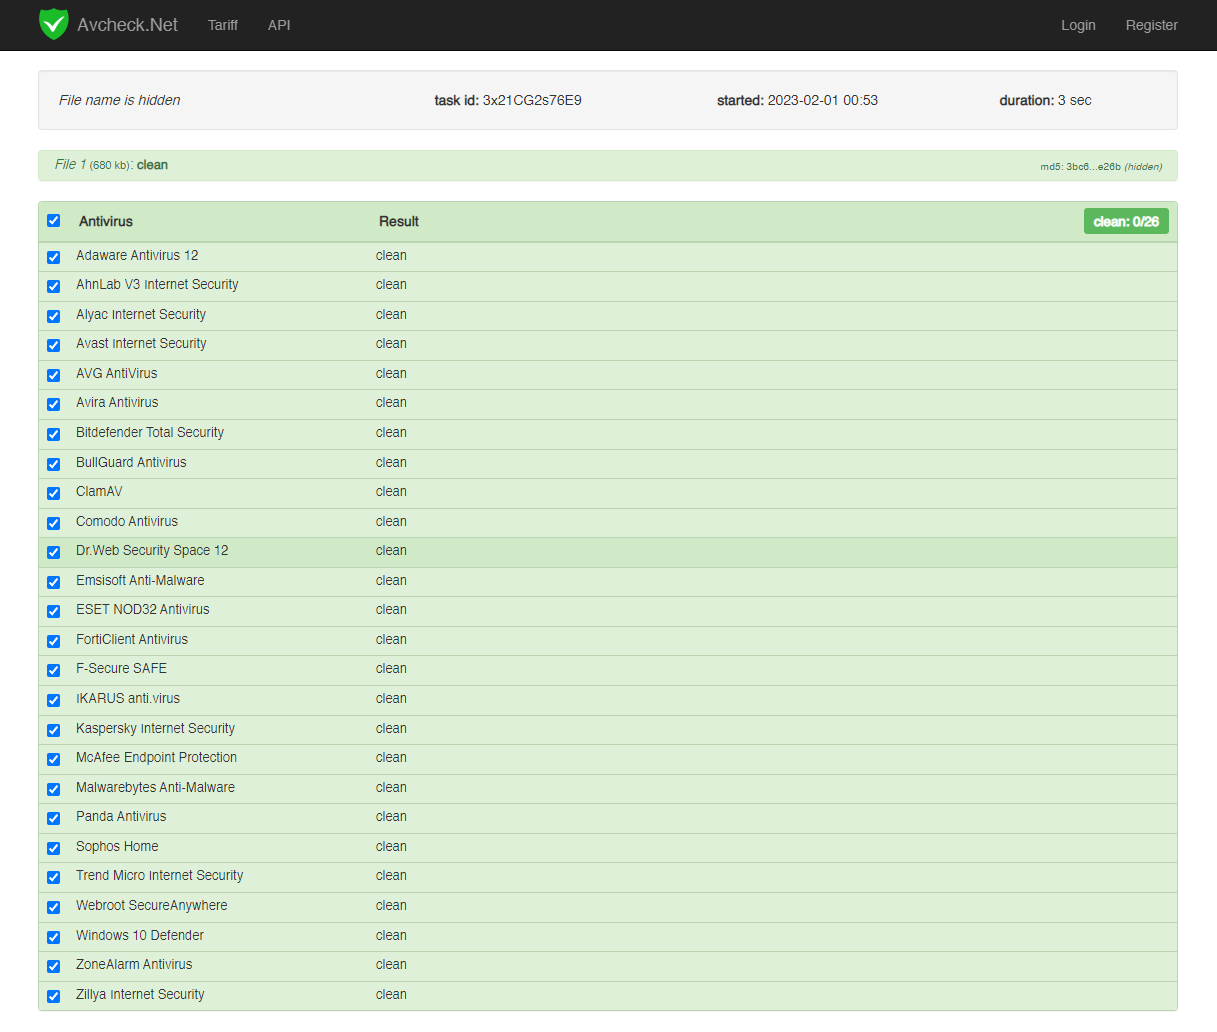 Avcheck.Net Tariff API Login Register
File name is hidden task id: 3x21CG2s76E9 started: 2023-02-01 00:53 duration: 3 sec
File 1 (680 kb): clean md5: 3bc6...e26b (hidden)
Antivirus Result clean: 0/26
Adaware Antivirus 12 clean
AhnLab V3 Internet Security clean
Alyac Internet Security clean
Avast Internet Security clean
AVG AntiVirus clean
Avira Antivirus clean
Bitdefender Total Security clean
BullGuard Antivirus clean
ClamAV clean
Comodo Antivirus clean
Dr.Web Security Space 12 clean
Emsisoft Anti-Malware clean
ESET NOD32 Antivirus clean
FortiClient Antivirus clean
F-Secure SAFE clean
IKARUS anti.virus clean
Kaspersky Internet Security clean
McAfee Endpoint Protection clean
Malwarebytes Anti-Malware clean
Panda Antivirus clean
Sophos Home clean
Trend Micro Internet Security clean
Webroot SecureAnywhere clean
Windows 10 Defender clean
ZoneAlarm Antivirus clean
Zillya Internet Security clean